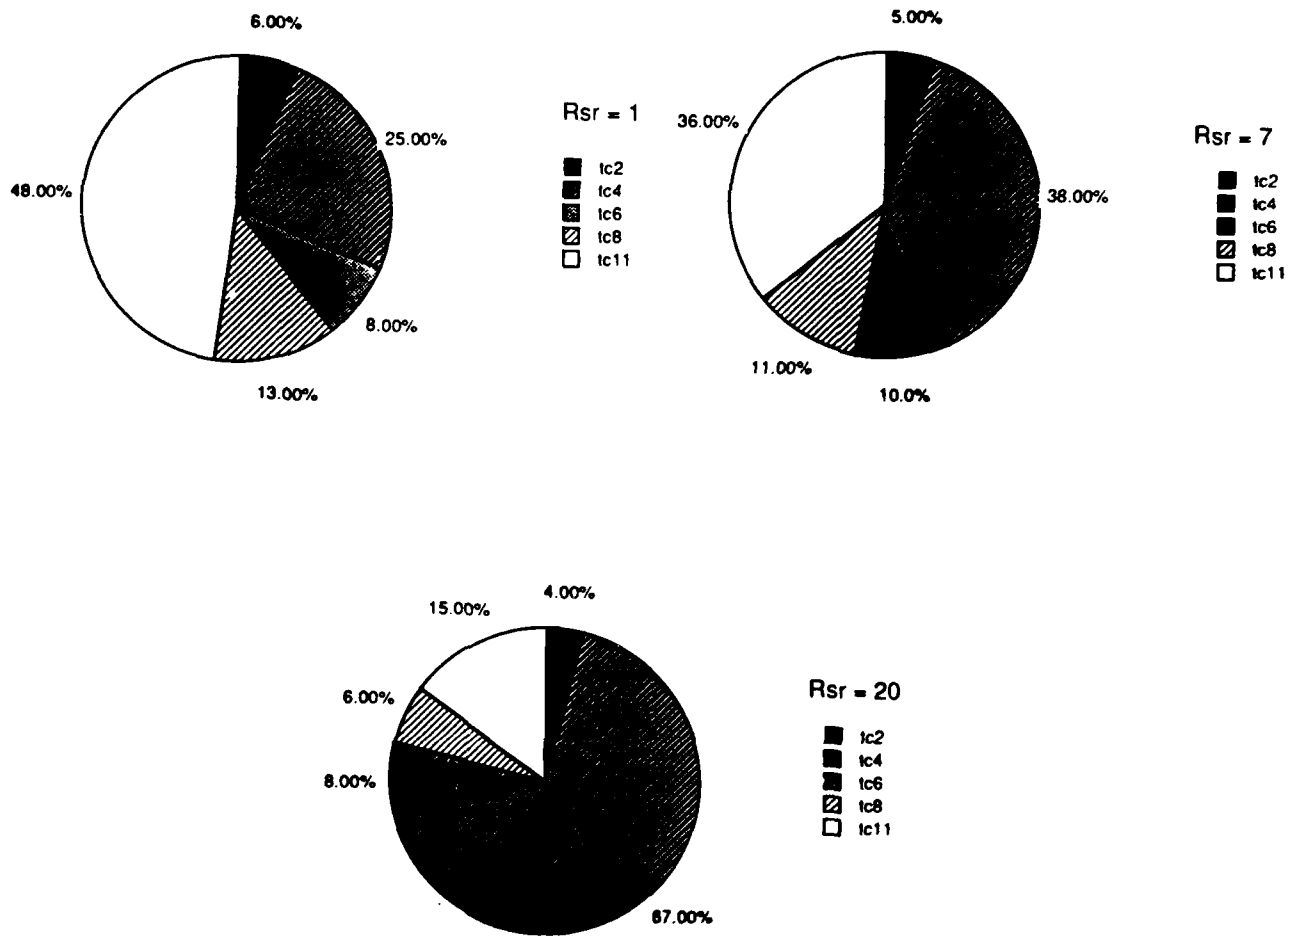 6.00%
25.00%
48.00%
8.00%
13.00%
Rsr = 1
tc2
tc4
tc6
tc8
tc11
5.00%
36.00%
38.00%
11.00%
10.0%
Rsr = 7
tc2
tc4
tc6
tc8
tc11
4.00%
15.00%
6.00%
8.00%
67.00%
Rsr = 20
tc2
tc4
tc6
tc8
tc11